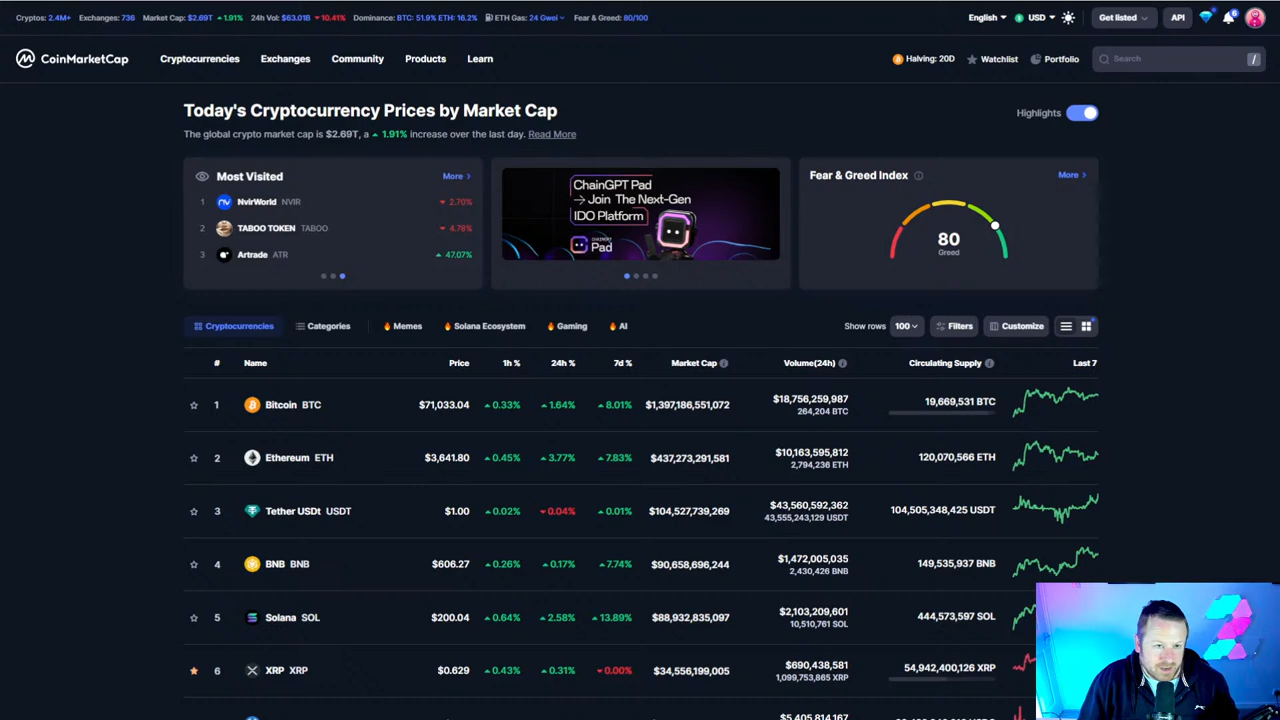 Cryptos: 2.4M+ Exchanges: 736 Market Cap: $2.69T 1.91% 24h Vol: $63.01B 10.41% Dominance: BTC: 51.9% ETH: 16.2% ETH Gas: 24 Gwei Fear & Greed: 80/100
English USD Get listed API 6
CoinMarketCap Cryptocurrencies Exchanges Community Products Learn Halving: 20D Watchlist Portfolio Search /
Today's Cryptocurrency Prices by Market Cap
Highlights
The global crypto market cap is $2.69T, a 1.91% increase over the last day. Read More
Most Visited More >
1 NvirWorld NVIR 2.70%
2 TABOO TOKEN TABOO 4.78%
3 Artrade ATR 47.07%
ChainGPT Pad
→ Join The Next-Gen
IDO Platform
CHAINGPT
Pad
Fear & Greed Index More >
80
Greed
Cryptocurrencies Categories Memes Solana Ecosystem Gaming AI Show rows 100 Filters Customize
# Name Price 1h % 24h % 7d % Market Cap Volume(24h) Circulating Supply Last 7
1 Bitcoin BTC $71,033.04 0.33% 1.64% 8.01% $1,397,186,551,072 $18,756,259,987 19,669,531 BTC
264,204 BTC
2 Ethereum ETH $3,641.80 0.45% 3.77% 7.83% $437,273,291,581 $10,163,595,812 120,070,566 ETH
2,794,236 ETH
3 Tether USDt USDT $1.00 0.02% 0.04% 0.01% $104,527,739,269 $43,560,592,362 104,505,348,425 USDT
43,555,243,129 USDT
4 BNB BNB $606.27 0.26% 0.17% 7.74% $90,658,696,244 $1,472,005,035 149,535,937 BNB
2,430,426 BNB
5 Solana SOL $200.04 0.64% 2.58% 13.89% $88,932,835,097 $2,103,209,601 444,573,597 SOL
10,510,761 SOL
6 XRP XRP $0.629 0.43% 0.31% 0.00% $34,556,199,005 $690,438,581 54,942,400,126 XRP
1,099,753,865 XRP
$5,405,814,167